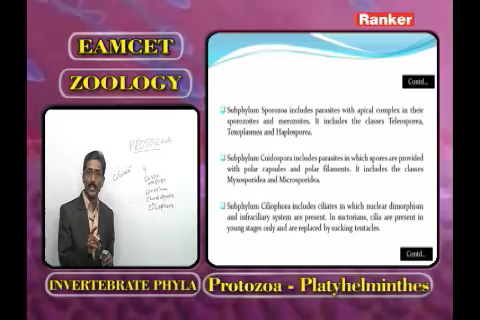 Ranker
EAMCET
ZOOLOGY
Contd...
Subphylum Sporozoa includes parasites with apical complex in their
sporozoites and merozoites. It includes the classes Teleosporea,
Toxoplasmea and Haplosporea.
Subphylum Cnidospora includes parasites in which spores are provided
with polar capsules and polar filaments. It includes the classes
Myxosporidea and Microsporidea.
Subphylum Ciliophora includes ciliates in which nuclear dimorphism
and infraciliary system are present. In suctorians, cilia are present in
young stages only and are replaced by sucking tentacles.
Contd...
PROTOZOA
4
INVERTEBRATE PHYLA
Protozoa - Platyhelminthes